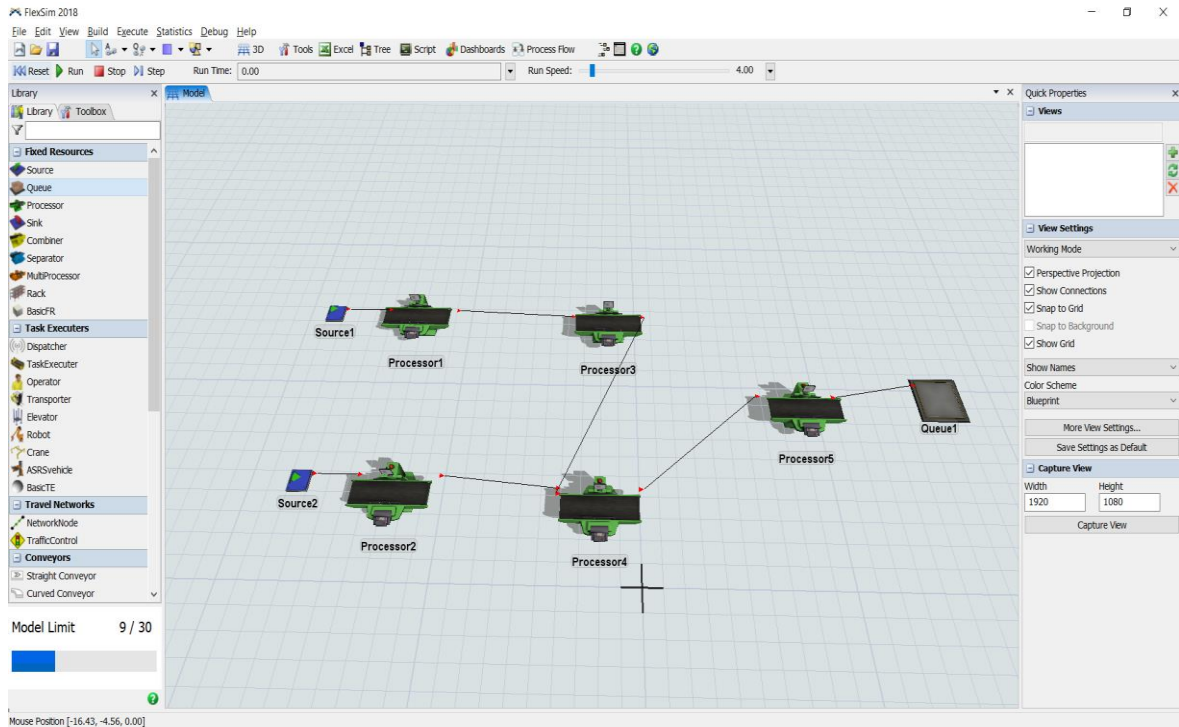 FlexSim 2018
File Edit View Build Execute Statistics Debug Help
3D Tools Excel Tree Script Dashboards Process Flow
Reset Run Stop Step Run Time: 0.00 Run Speed: 4.00
Library
Library Toolbox
Fixed Resources
Source
Queue
Processor
Sink
Combiner
Separator
MultiProcessor
Rack
BasicFR
Task Executers
Dispatcher
TaskExecuter
Operator
Transporter
Elevator
Robot
Crane
ASRSvehicle
BasicTE
Travel Networks
NetworkNode
TrafficControl
Conveyors
Straight Conveyor
Curved Conveyor
Model Limit 9 / 30
Model
Source1
Processor1
Processor3
Queue1
Processor5
Source2
Processor2
Processor4
Quick Properties
Views
View Settings
Working Mode
Perspective Projection
Show Connections
Snap to Grid
Snap to Background
Show Grid
Show Names
Color Scheme
Blueprint
More View Settings...
Save Settings as Default
Capture View
Width Height
1920 1080
Capture View
Mouse Position [-16.43, -4.56, 0.00]